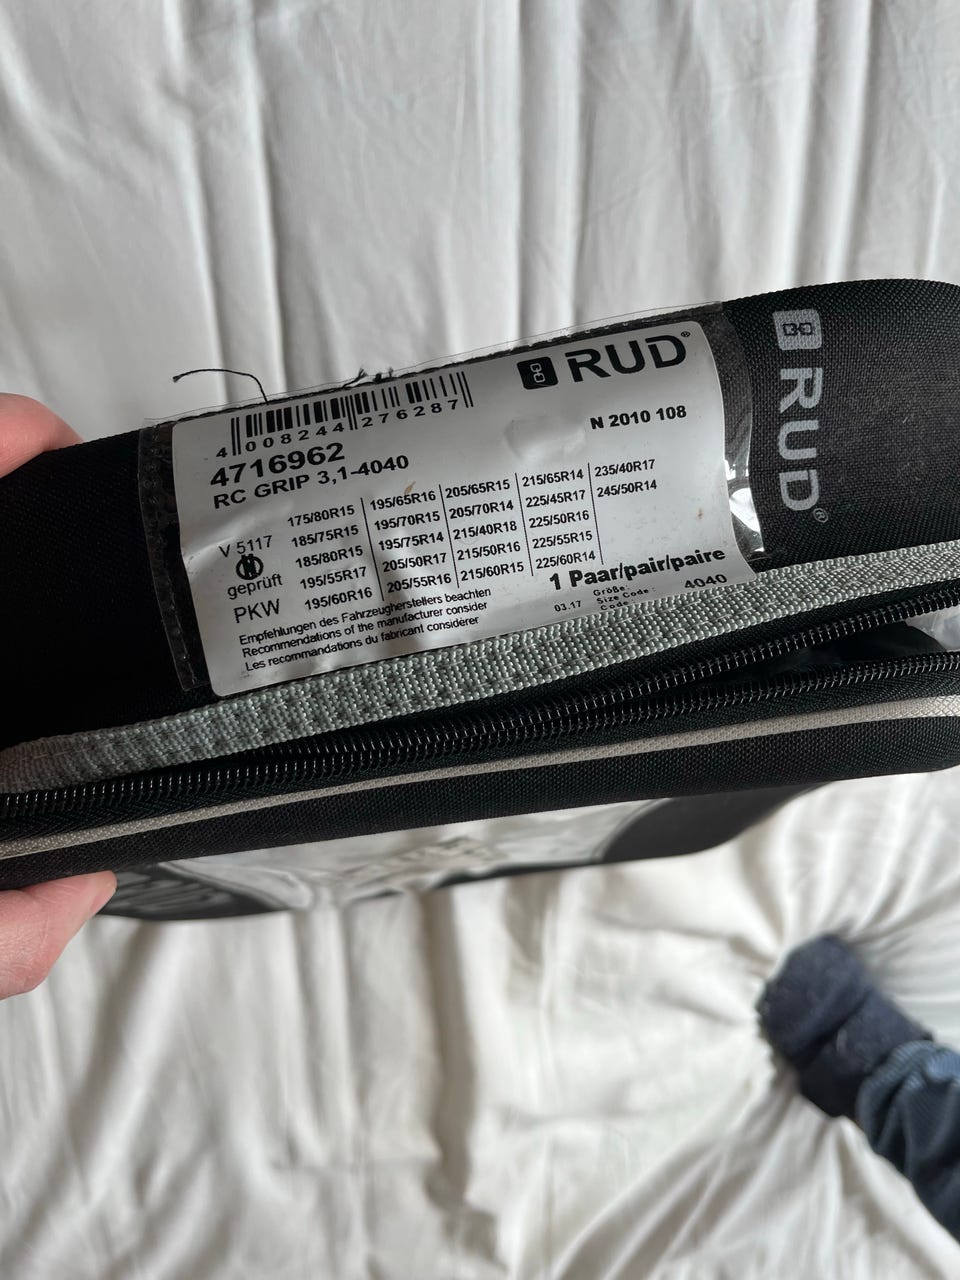 RUD®
4 008244 276287
4716962
N 2010 108
RC GRIP 3,1-4040
V 5117
geprüft
PKW
175/80R15 195/65R16 205/65R15 215/65R14 235/40R17
185/75R15 195/70R15 205/70R14 225/45R17 245/50R14
185/80R15 195/75R14 215/40R18 225/50R16
195/55R17 205/50R17 215/50R16 225/55R15
195/60R16 205/55R16 215/60R15 225/60R14
1 Paar/pair/paire
Empfehlungen des Fahrzeugherstellers beachten
Recommendations of the manufacturer consider
Les recommandations du fabricant considerer
03.17
Größe:
Size Code:
Code:
4040
RUD®